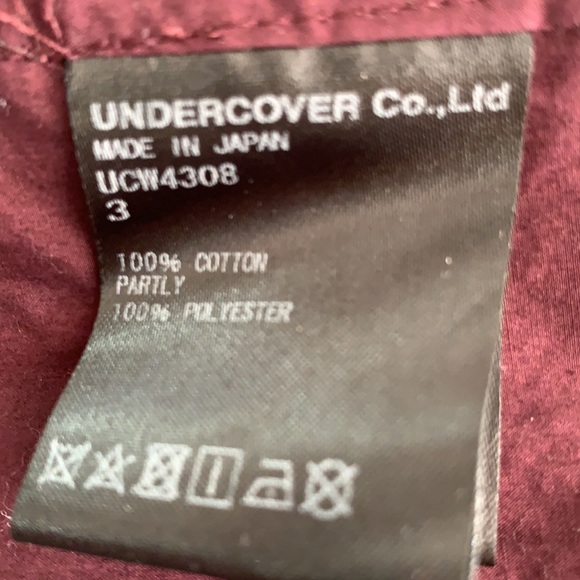 UNDERCOVER Co.,Ltd
MADE IN JAPAN
UCW4308
3
100% COTTON
PARTLY
100% POLYESTER